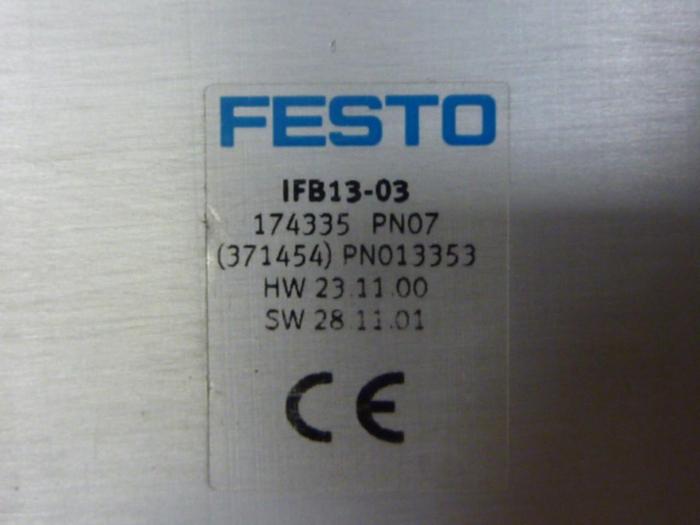 FESTO
IFB13-03
174335 PN07
(371454) PN013353
HW 23.11.00
SW 28.11.01
CE